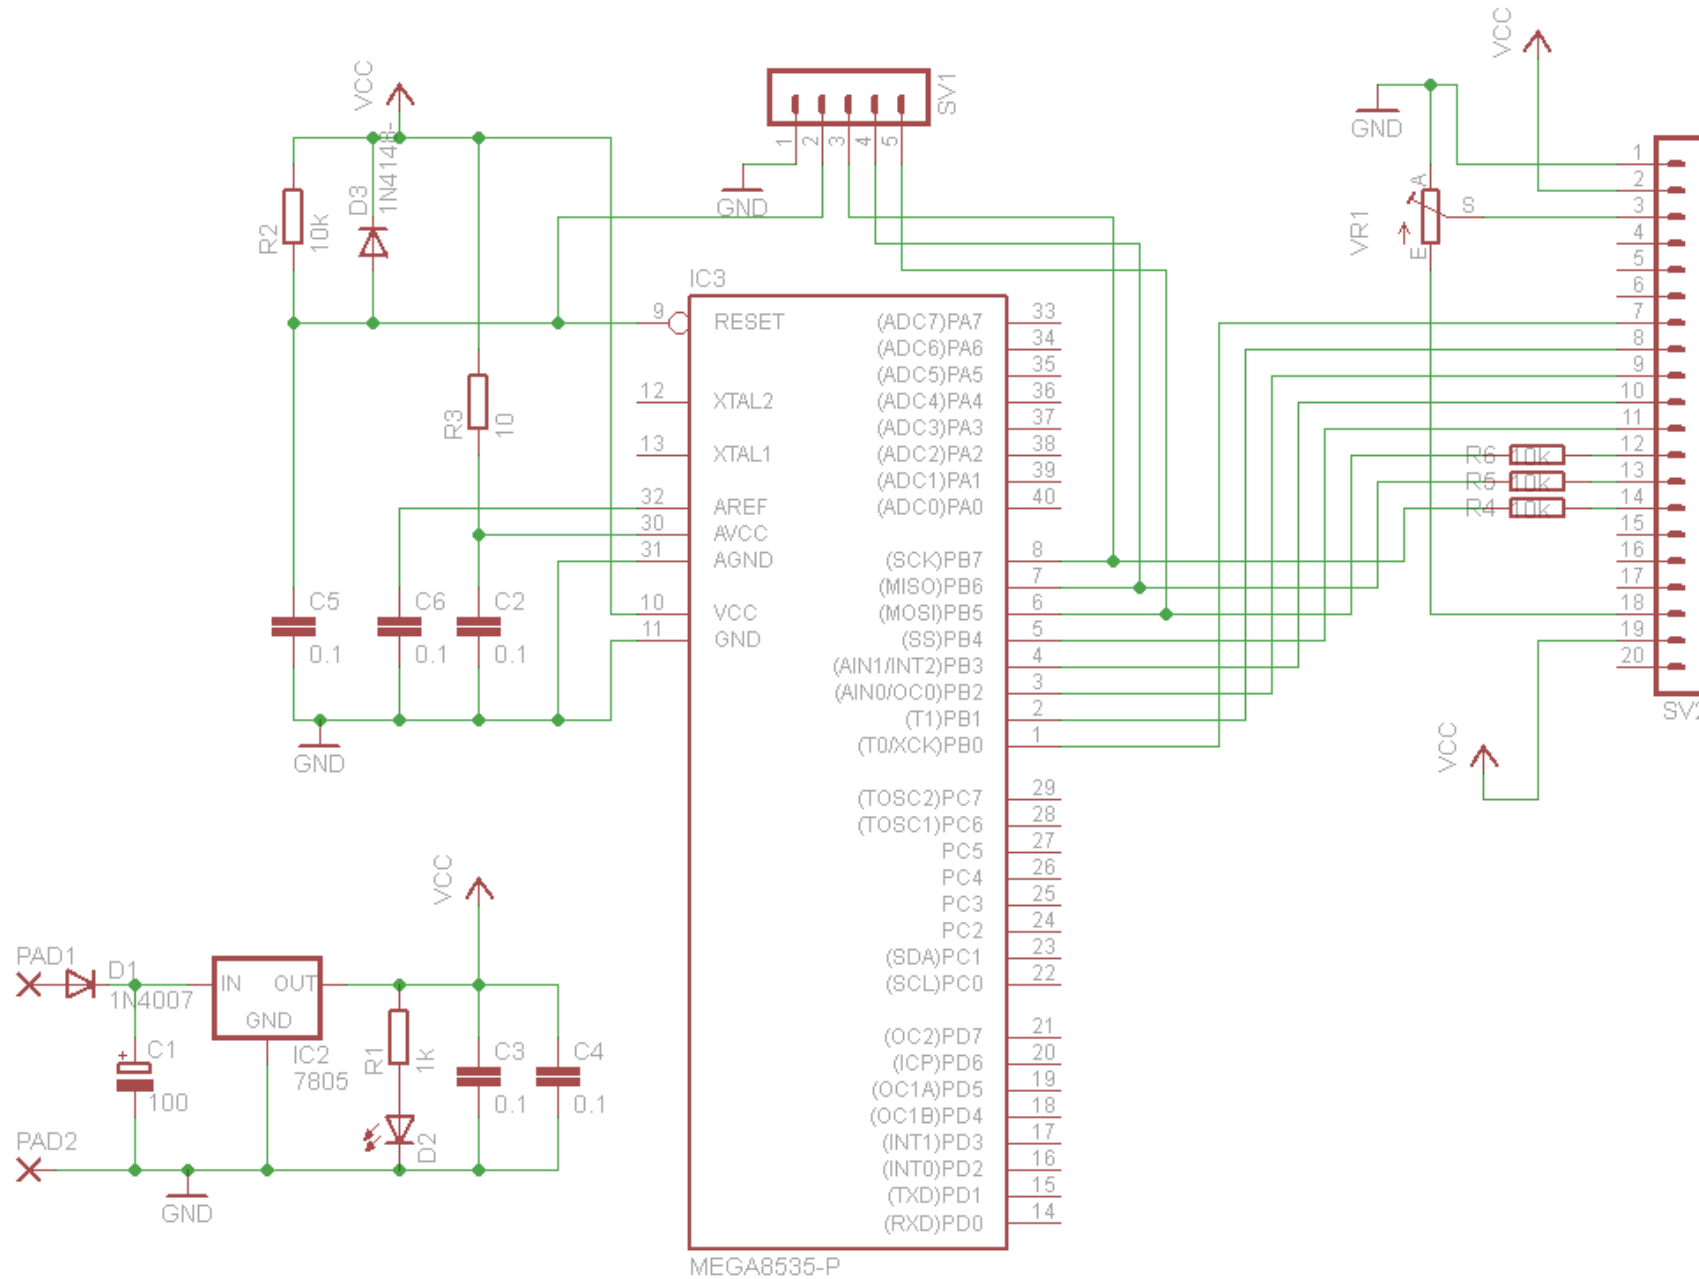 VCC
VCC
SV1
1
2
3
4
5
GND
GND
R2
10k
D3
1N4148-
VR1
A
S
E
1
2
3
4
5
6
7
8
9
10
11
12
13
14
15
16
17
18
19
20
R6 10k
R5 10k
R4 10k
IC3
9 RESET (ADC7)PA7 33
(ADC6)PA6 34
(ADC5)PA5 35
12 XTAL2 (ADC4)PA4 36
(ADC3)PA3 37
13 XTAL1 (ADC2)PA2 38
(ADC1)PA1 39
32 AREF (ADC0)PA0 40
30 AVCC
31 AGND (SCK)PB7 8
(MISO)PB6 7
10 VCC (MOSI)PB5 6
11 GND (SS)PB4 5
(AIN1/INT2)PB3 4
(AIN0/OC0)PB2 3
(T1)PB1 2
(T0/XCK)PB0 1
(TOSC2)PC7 29
(TOSC1)PC6 28
PC5 27
PC4 26
PC3 25
PC2 24
(SDA)PC1 23
(SCL)PC0 22
(OC2)PD7 21
(ICP)PD6 20
(OC1A)PD5 19
(OC1B)PD4 18
(INT1)PD3 17
(INT0)PD2 16
(TXD)PD1 15
(RXD)PD0 14
MEGA8535-P
R3
10
C5
0.1
C6
0.1
C2
0.1
GND
SV2
VCC
VCC
PAD1
D1
1N4007
IN OUT
GND
IC2
7805
C1
+
100
R1
1k
C3
0.1
C4
0.1
D2
PAD2
GND